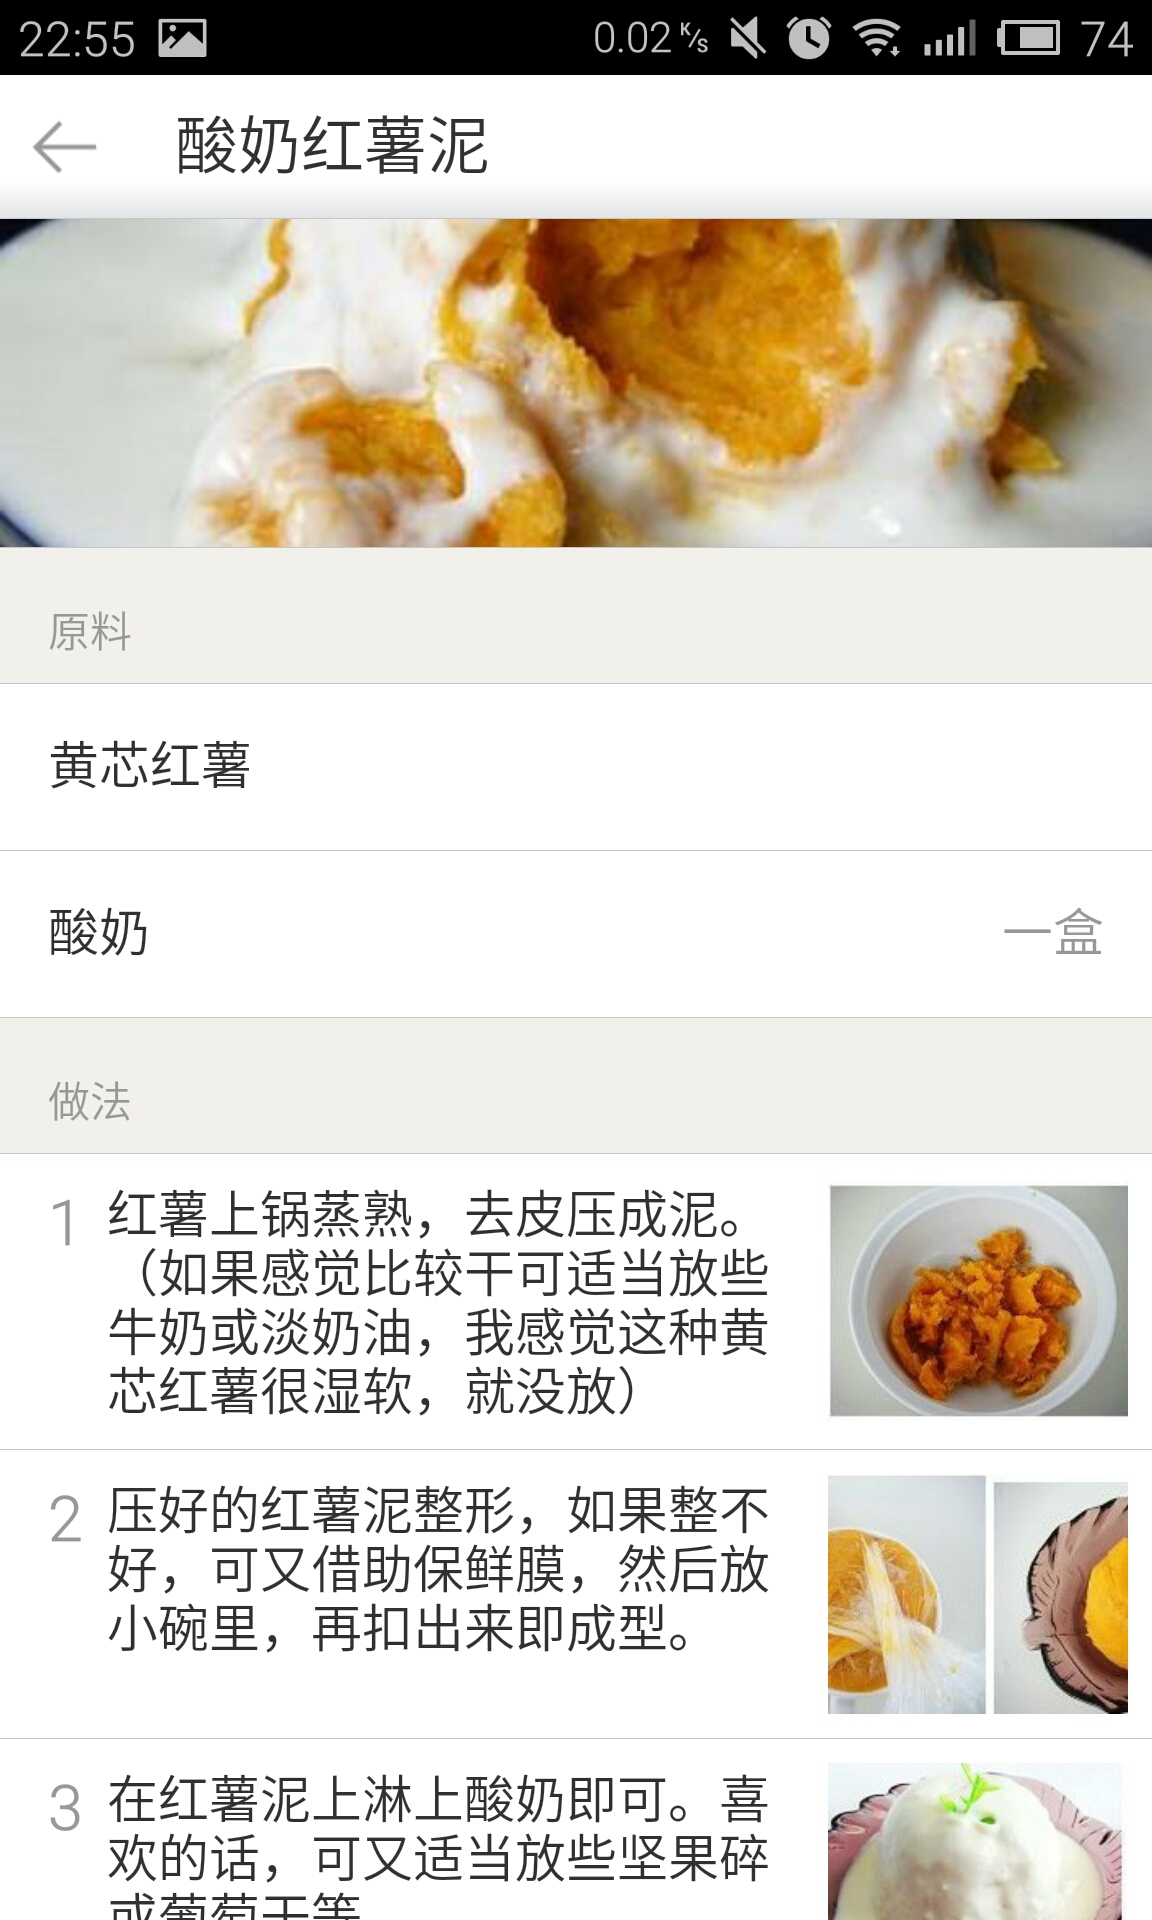 22:55 0.02 K/s 74
酸奶红薯泥
原料
黄芯红薯
酸奶 一盒
做法
1 红薯上锅蒸熟，去皮压成泥。
（如果感觉比较干可适当放些
牛奶或淡奶油，我感觉这种黄
芯红薯很湿软，就没放）
2 压好的红薯泥整形，如果整不
好，可又借助保鲜膜，然后放
小碗里，再扣出来即成型。
3 在红薯泥上淋上酸奶即可。喜
欢的话，可又适当放些坚果碎
或葡萄干等